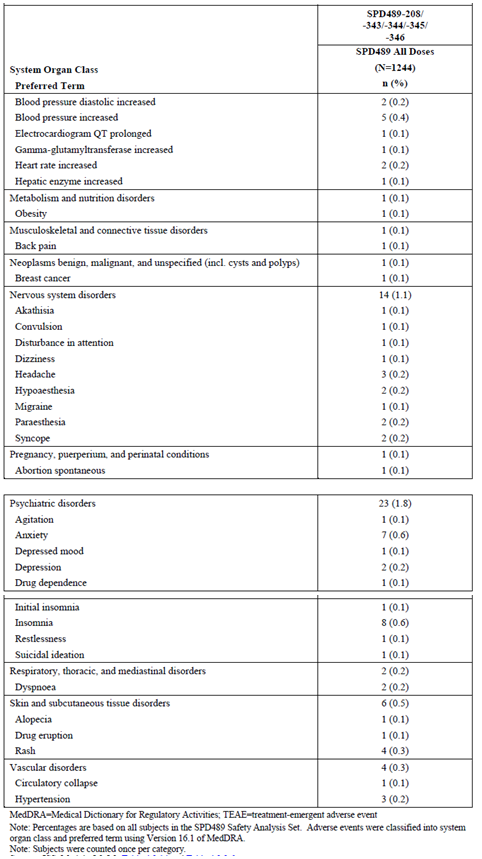 SPD489-208/
-343/-344/-345/
-346
SPD489 All Doses
System Organ Class (N=1244)
Preferred Term n (%)
Blood pressure diastolic increased 2 (0.2)
Blood pressure increased 5 (0.4)
Electrocardiogram QT prolonged 1 (0.1)
Gamma-glutamyltransferase increased 1 (0.1)
Heart rate increased 2 (0.2)
Hepatic enzyme increased 1 (0.1)
Metabolism and nutrition disorders 1 (0.1)
Obesity 1 (0.1)
Musculoskeletal and connective tissue disorders 1 (0.1)
Back pain 1 (0.1)
Neoplasms benign, malignant, and unspecified (incl. cysts and polyps) 1 (0.1)
Breast cancer 1 (0.1)
Nervous system disorders 14 (1.1)
Akathisia 1 (0.1)
Convulsion 1 (0.1)
Disturbance in attention 1 (0.1)
Dizziness 1 (0.1)
Headache 3 (0.2)
Hypoaesthesia 2 (0.2)
Migraine 1 (0.1)
Paraesthesia 2 (0.2)
Syncope 2 (0.2)
Pregnancy, puerperium, and perinatal conditions 1 (0.1)
Abortion spontaneous 1 (0.1)
Psychiatric disorders 23 (1.8)
Agitation 1 (0.1)
Anxiety 7 (0.6)
Depressed mood 1 (0.1)
Depression 2 (0.2)
Drug dependence 1 (0.1)
Initial insomnia 1 (0.1)
Insomnia 8 (0.6)
Restlessness 1 (0.1)
Suicidal ideation 1 (0.1)
Respiratory, thoracic, and mediastinal disorders 2 (0.2)
Dyspnoea 2 (0.2)
Skin and subcutaneous tissue disorders 6 (0.5)
Alopecia 1 (0.1)
Drug eruption 1 (0.1)
Rash 4 (0.3)
Vascular disorders 4 (0.3)
Circulatory collapse 1 (0.1)
Hypertension 3 (0.2)
MedDRA=Medical Dictionary for Regulatory Activities; TEAE=treatment-emergent adverse event
Note: Percentages are based on all subjects in the SPD489 Safety Analysis Set. Adverse events were classified into system
organ class and preferred term using Version 16.1 of MedDRA.
Note: Subjects were counted once per category.